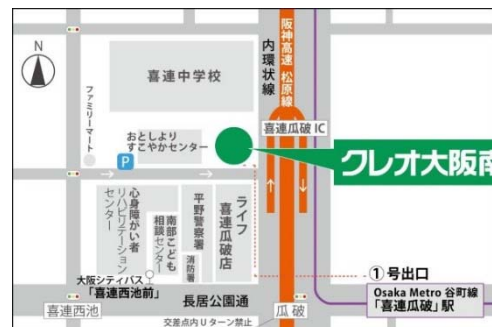 N
喜連中学校
ファミリーマート
おとしより
すこやかセンター
P
内環状線
阪神高速 松原線
喜連瓜破 IC
クレオ大阪南
心身障がい者
リハビリテーション
センター
南部こども
相談センター
平野警察署
消防署
ライフ
喜連瓜破店
大阪シティバス
「喜連西池前」
喜連西池
長居公園通
交差点内 U ターン禁止
瓜 破
① 号出口
Osaka Metro 谷町線
「喜連瓜破」駅